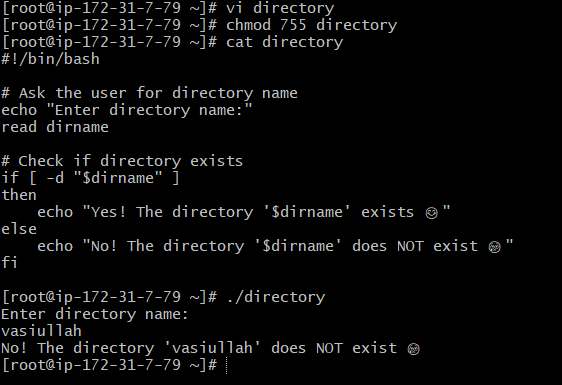 [root@ip-172-31-7-79 ~]# vi directory
[root@ip-172-31-7-79 ~]# chmod 755 directory
[root@ip-172-31-7-79 ~]# cat directory
#!/bin/bash

# Ask the user for directory name
echo "Enter directory name:"
read dirname

# Check if directory exists
if [ -d "$dirname" ]
then
    echo "Yes! The directory '$dirname' exists 😊"
else
    echo "No! The directory '$dirname' does NOT exist 😢"
fi

[root@ip-172-31-7-79 ~]# ./directory
Enter directory name:
vasiullah
No! The directory 'vasiullah' does NOT exist 😢
[root@ip-172-31-7-79 ~]#